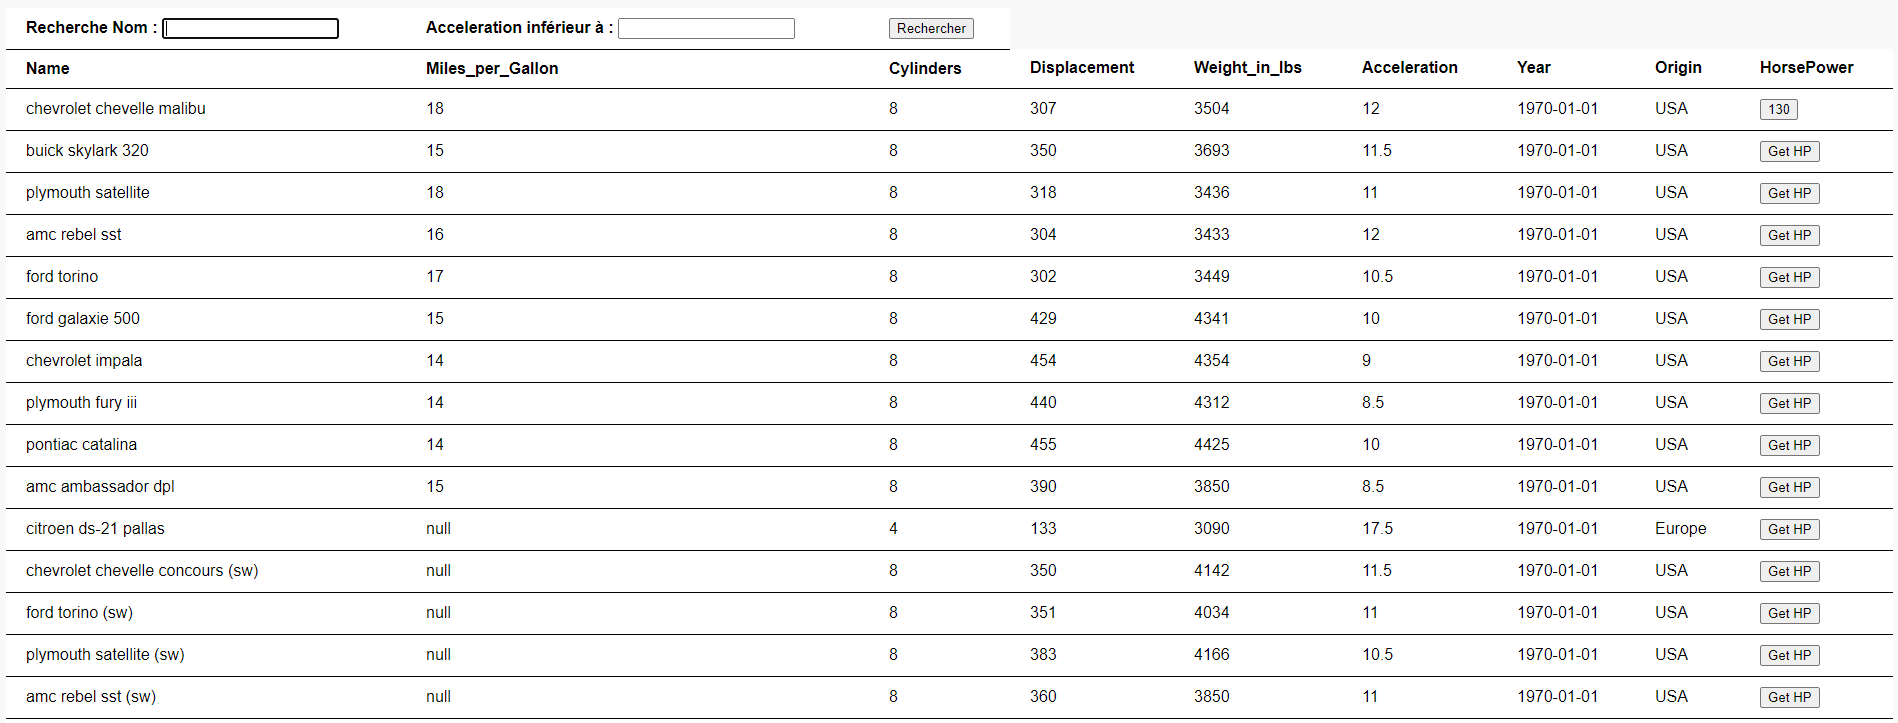 Recherche Nom : Acceleration inférieur à : Rechercher
Name Miles_per_Gallon Cylinders Displacement Weight_in_lbs Acceleration Year Origin HorsePower
chevrolet chevelle malibu 18 8 307 3504 12 1970-01-01 USA 130
buick skylark 320 15 8 350 3693 11.5 1970-01-01 USA Get HP
plymouth satellite 18 8 318 3436 11 1970-01-01 USA Get HP
amc rebel sst 16 8 304 3433 12 1970-01-01 USA Get HP
ford torino 17 8 302 3449 10.5 1970-01-01 USA Get HP
ford galaxie 500 15 8 429 4341 10 1970-01-01 USA Get HP
chevrolet impala 14 8 454 4354 9 1970-01-01 USA Get HP
plymouth fury iii 14 8 440 4312 8.5 1970-01-01 USA Get HP
pontiac catalina 14 8 455 4425 10 1970-01-01 USA Get HP
amc ambassador dpl 15 8 390 3850 8.5 1970-01-01 USA Get HP
citroen ds-21 pallas null 4 133 3090 17.5 1970-01-01 Europe Get HP
chevrolet chevelle concours (sw) null 8 350 4142 11.5 1970-01-01 USA Get HP
ford torino (sw) null 8 351 4034 11 1970-01-01 USA Get HP
plymouth satellite (sw) null 8 383 4166 10.5 1970-01-01 USA Get HP
amc rebel sst (sw) null 8 360 3850 11 1970-01-01 USA Get HP